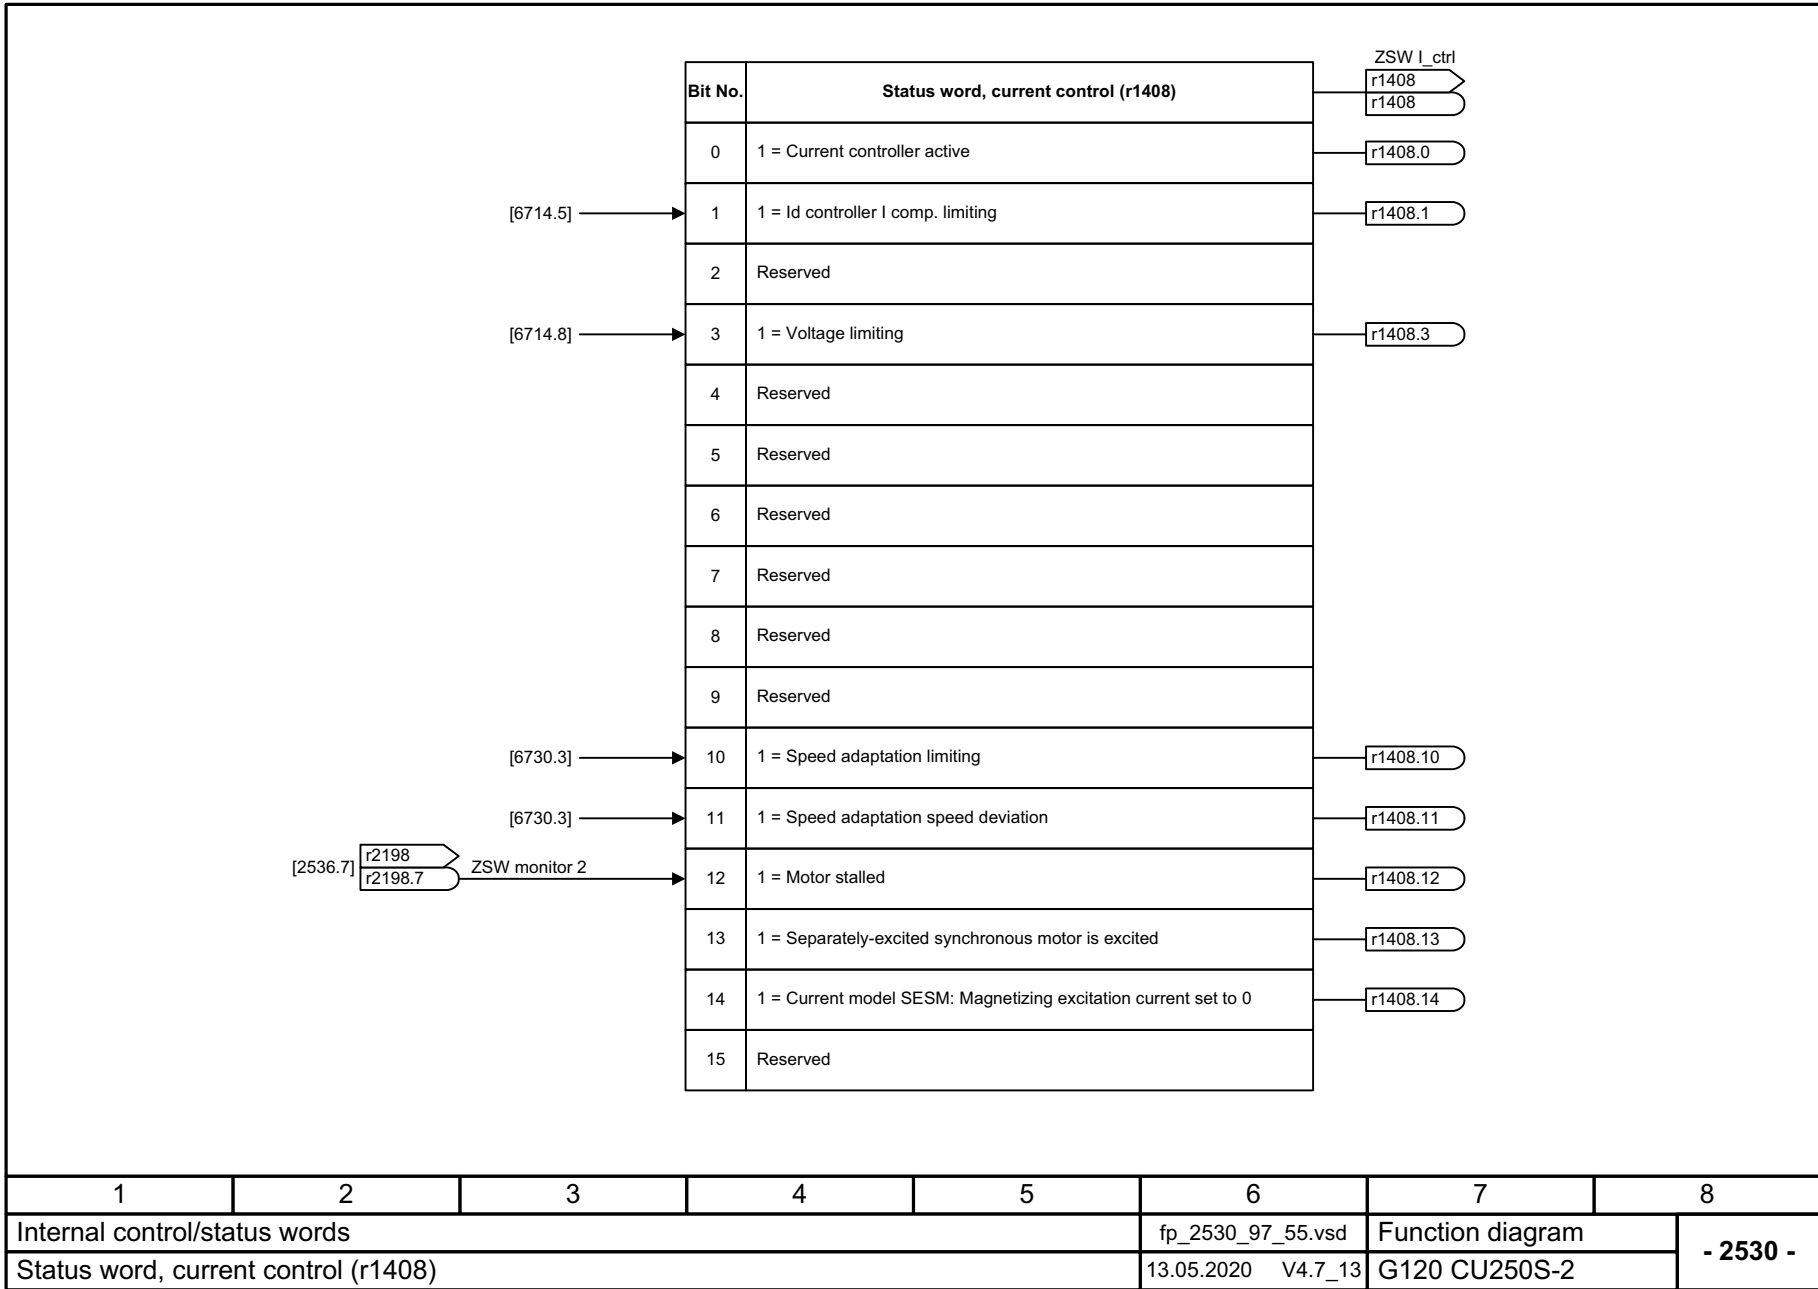 ZSW I_ctrl
Bit No. Status word, current control (r1408) r1408
r1408
0 1 = Current controller active r1408.0
[6714.5] 1 1 = Id controller I comp. limiting r1408.1
2 Reserved
[6714.8] 3 1 = Voltage limiting r1408.3
4 Reserved
5 Reserved
6 Reserved
7 Reserved
8 Reserved
9 Reserved
[6730.3] 10 1 = Speed adaptation limiting r1408.10
[6730.3] 11 1 = Speed adaptation speed deviation r1408.11
r2198
[2536.7] r2198.7 ZSW monitor 2 12 1 = Motor stalled r1408.12
13 1 = Separately-excited synchronous motor is excited r1408.13
14 1 = Current model SESM: Magnetizing excitation current set to 0 r1408.14
15 Reserved
1 2 3 4 5 6 7 8
Internal control/status words fp_2530_97_55.vsd Function diagram - 2530 -
Status word, current control (r1408) 13.05.2020 V4.7_13 G120 CU250S-2